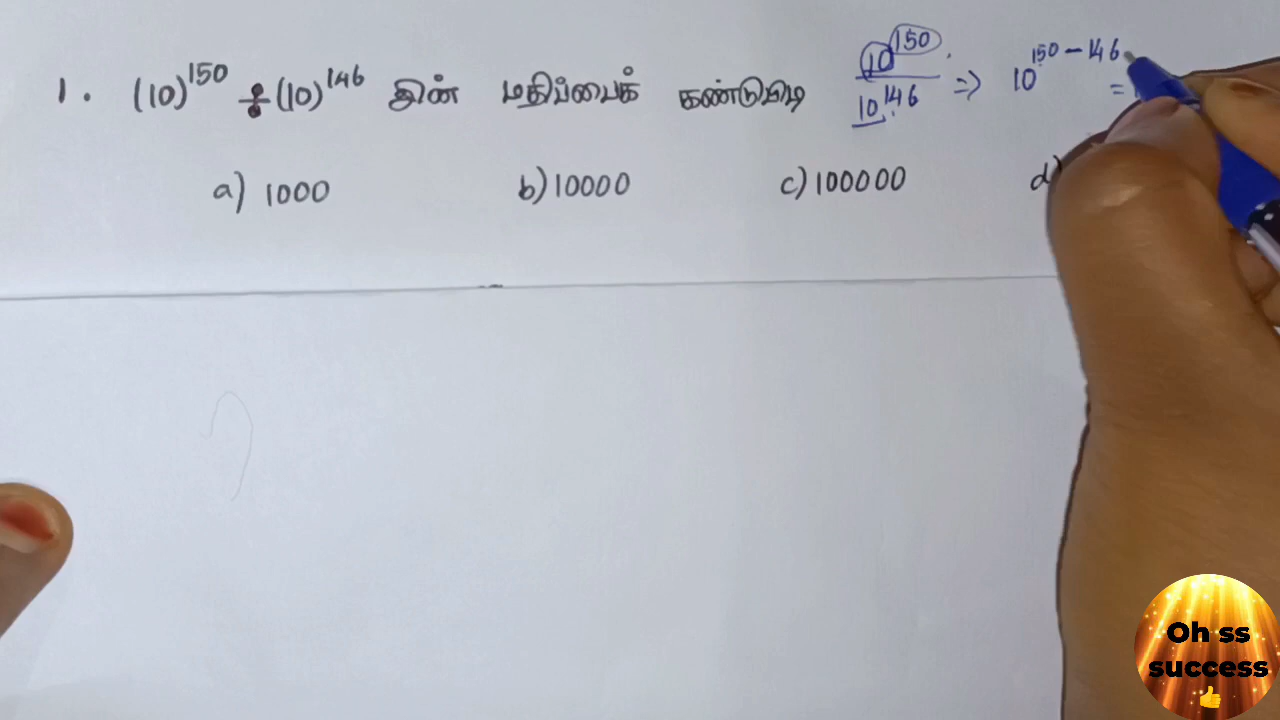 1. (10)^150 ÷ (10)^146 இன் மதிப்பைக் கண்டுபிடி
10^150 / 10^146 => 10^150-146
=
a) 1000 b) 10000 c) 100000 d)
Oh ss
success
👍